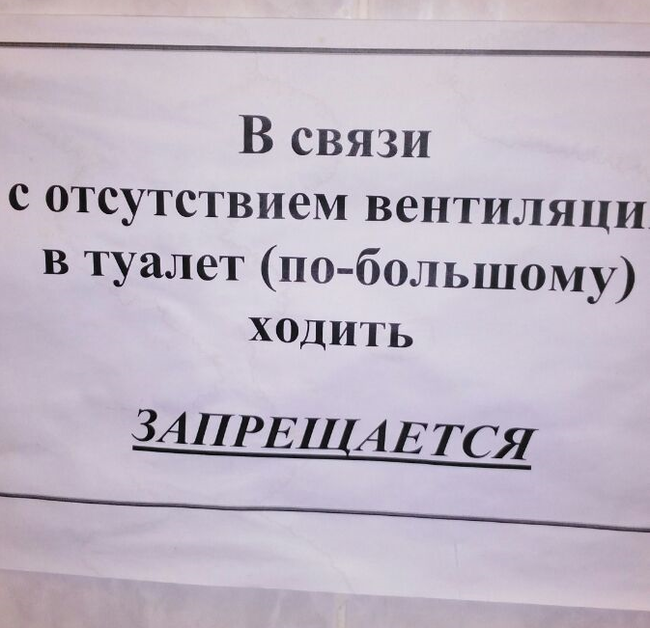 В связи
с отсутствием вентиляци
в туалет (по-большому)
ходить
ЗАПРЕЩАЕТСЯ